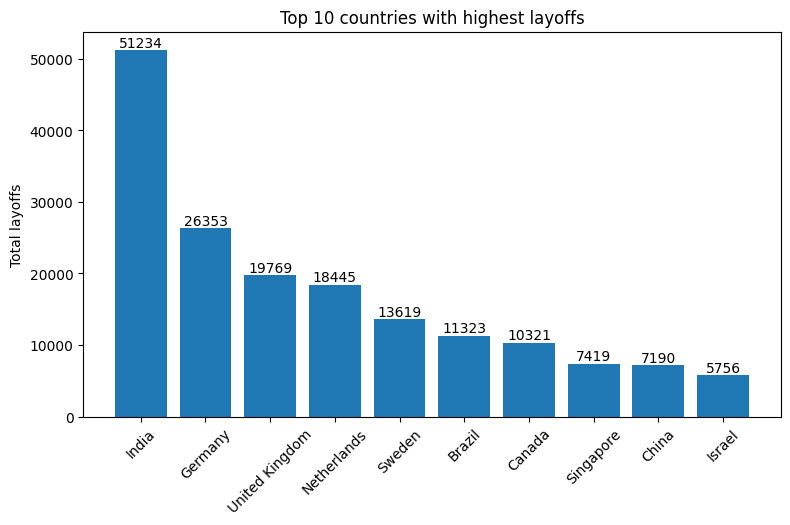 Top 10 countries with highest layoffs
Total layoffs
50000
40000
30000
20000
10000
0
51234
26353
19769
18445
13619
11323
10321
7419
7190
5756
India
Germany
United Kingdom
Netherlands
Sweden
Brazil
Canada
Singapore
China
Israel